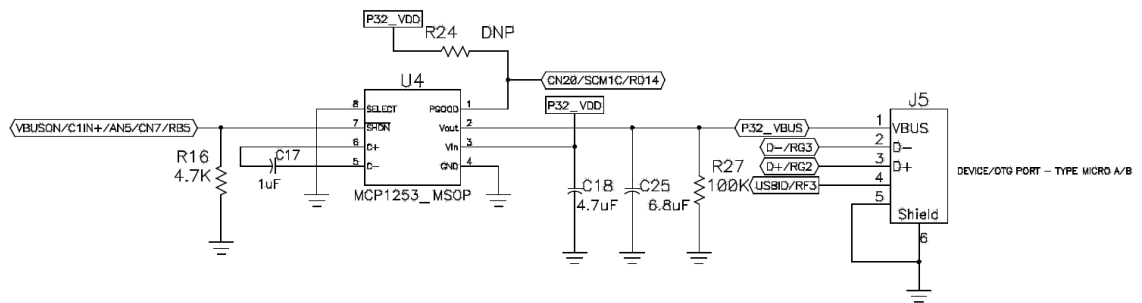 P32_VDD
R24 DNP
U4
CN20/SCM1C/RD14
P32_VDD
J5
8 SELECT PGOOD 1
VBUSON/C1IN+/AN5/CN7/RB5
7 SHDN Vout 2
6 C+ Vin 3
5 C- GND 4
P32_VBUS
1 VBUS
D-/RG3
2 D-
D+/RG2
3 D+
USBID/RF3
4
5
Shield
6
DEVICE/OTG PORT - TYPE MICRO A/B
R16
4.7K
C17
1uF
MCP1253_MSOP
C18
4.7uF
C25
6.8uF
R27
100K